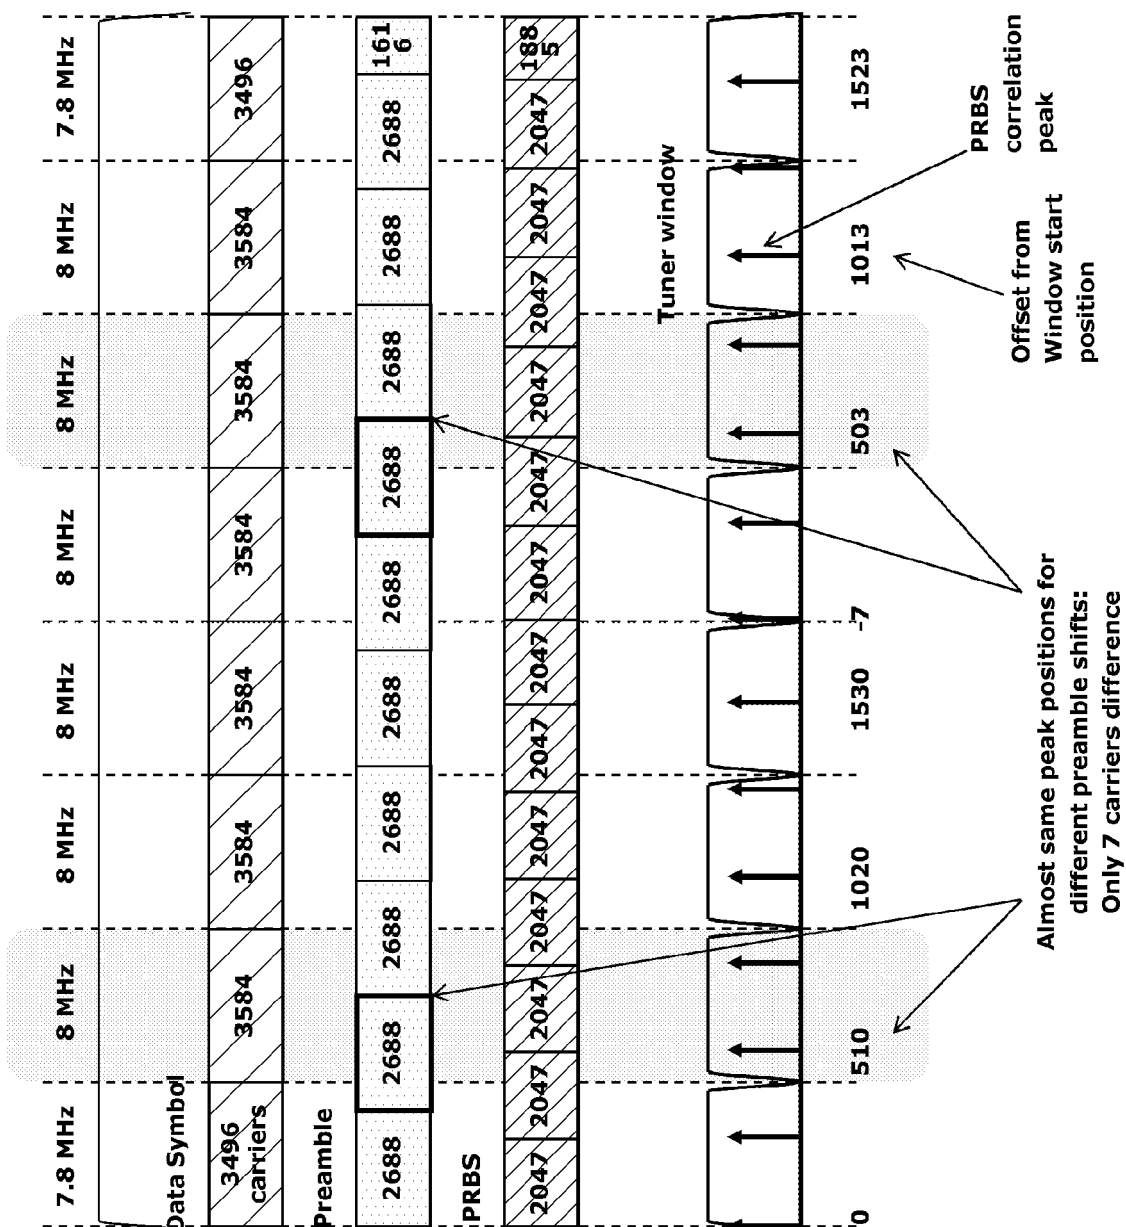 7.8 MHz
8 MHz
8 MHz
8 MHz
8 MHz
8 MHz
8 MHz
7.8 MHz
Data Symbol
3496
carriers
3584
3584
3584
3584
3584
3584
3496
Preamble
2688
2688
2688
2688
2688
2688
2688
2688
2688
2688
161
6
PRBS
2047
2047
2047
2047
2047
2047
2047
2047
2047
2047
2047
2047
2047
188
5
Tuner window
0
510
1020
1530
-7
503
1013
1523
Almost same peak positions for
different preamble shifts:
Only 7 carriers difference
Offset from
Window start
position
PRBS
correlation
peak